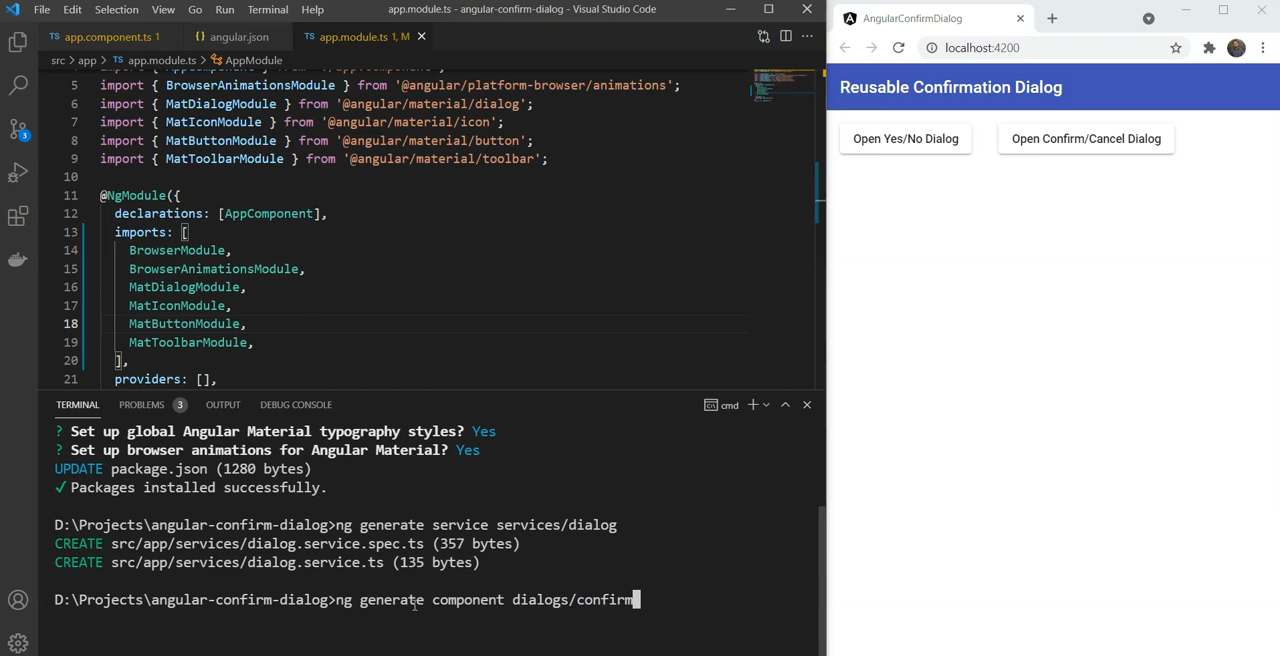 File Edit Selection View Go Run Terminal Help app.module.ts - angular-confirm-dialog - Visual Studio Code
TS app.component.ts 1 {} angular.json TS app.module.ts 1, M
src > app > TS app.module.ts > AppModule
5 import { BrowserAnimationsModule } from '@angular/platform-browser/animations';
6 import { MatDialogModule } from '@angular/material/dialog';
7 import { MatIconModule } from '@angular/material/icon';
8 import { MatButtonModule } from '@angular/material/button';
9 import { MatToolbarModule } from '@angular/material/toolbar';
10
11 @NgModule({
12 declarations: [AppComponent],
13 imports: [
14 BrowserModule,
15 BrowserAnimationsModule,
16 MatDialogModule,
17 MatIconModule,
18 MatButtonModule,
19 MatToolbarModule,
20 ],
21 providers: [],
3
TERMINAL PROBLEMS 3 OUTPUT DEBUG CONSOLE cmd
? Set up global Angular Material typography styles? Yes
? Set up browser animations for Angular Material? Yes
UPDATE package.json (1280 bytes)
✓ Packages installed successfully.
D:\Projects\angular-confirm-dialog>ng generate service services/dialog
CREATE src/app/services/dialog.service.spec.ts (357 bytes)
CREATE src/app/services/dialog.service.ts (135 bytes)
D:\Projects\angular-confirm-dialog>ng generate component dialogs/confirm
AngularConfirmDialog
localhost:4200
Reusable Confirmation Dialog
Open Yes/No Dialog Open Confirm/Cancel Dialog